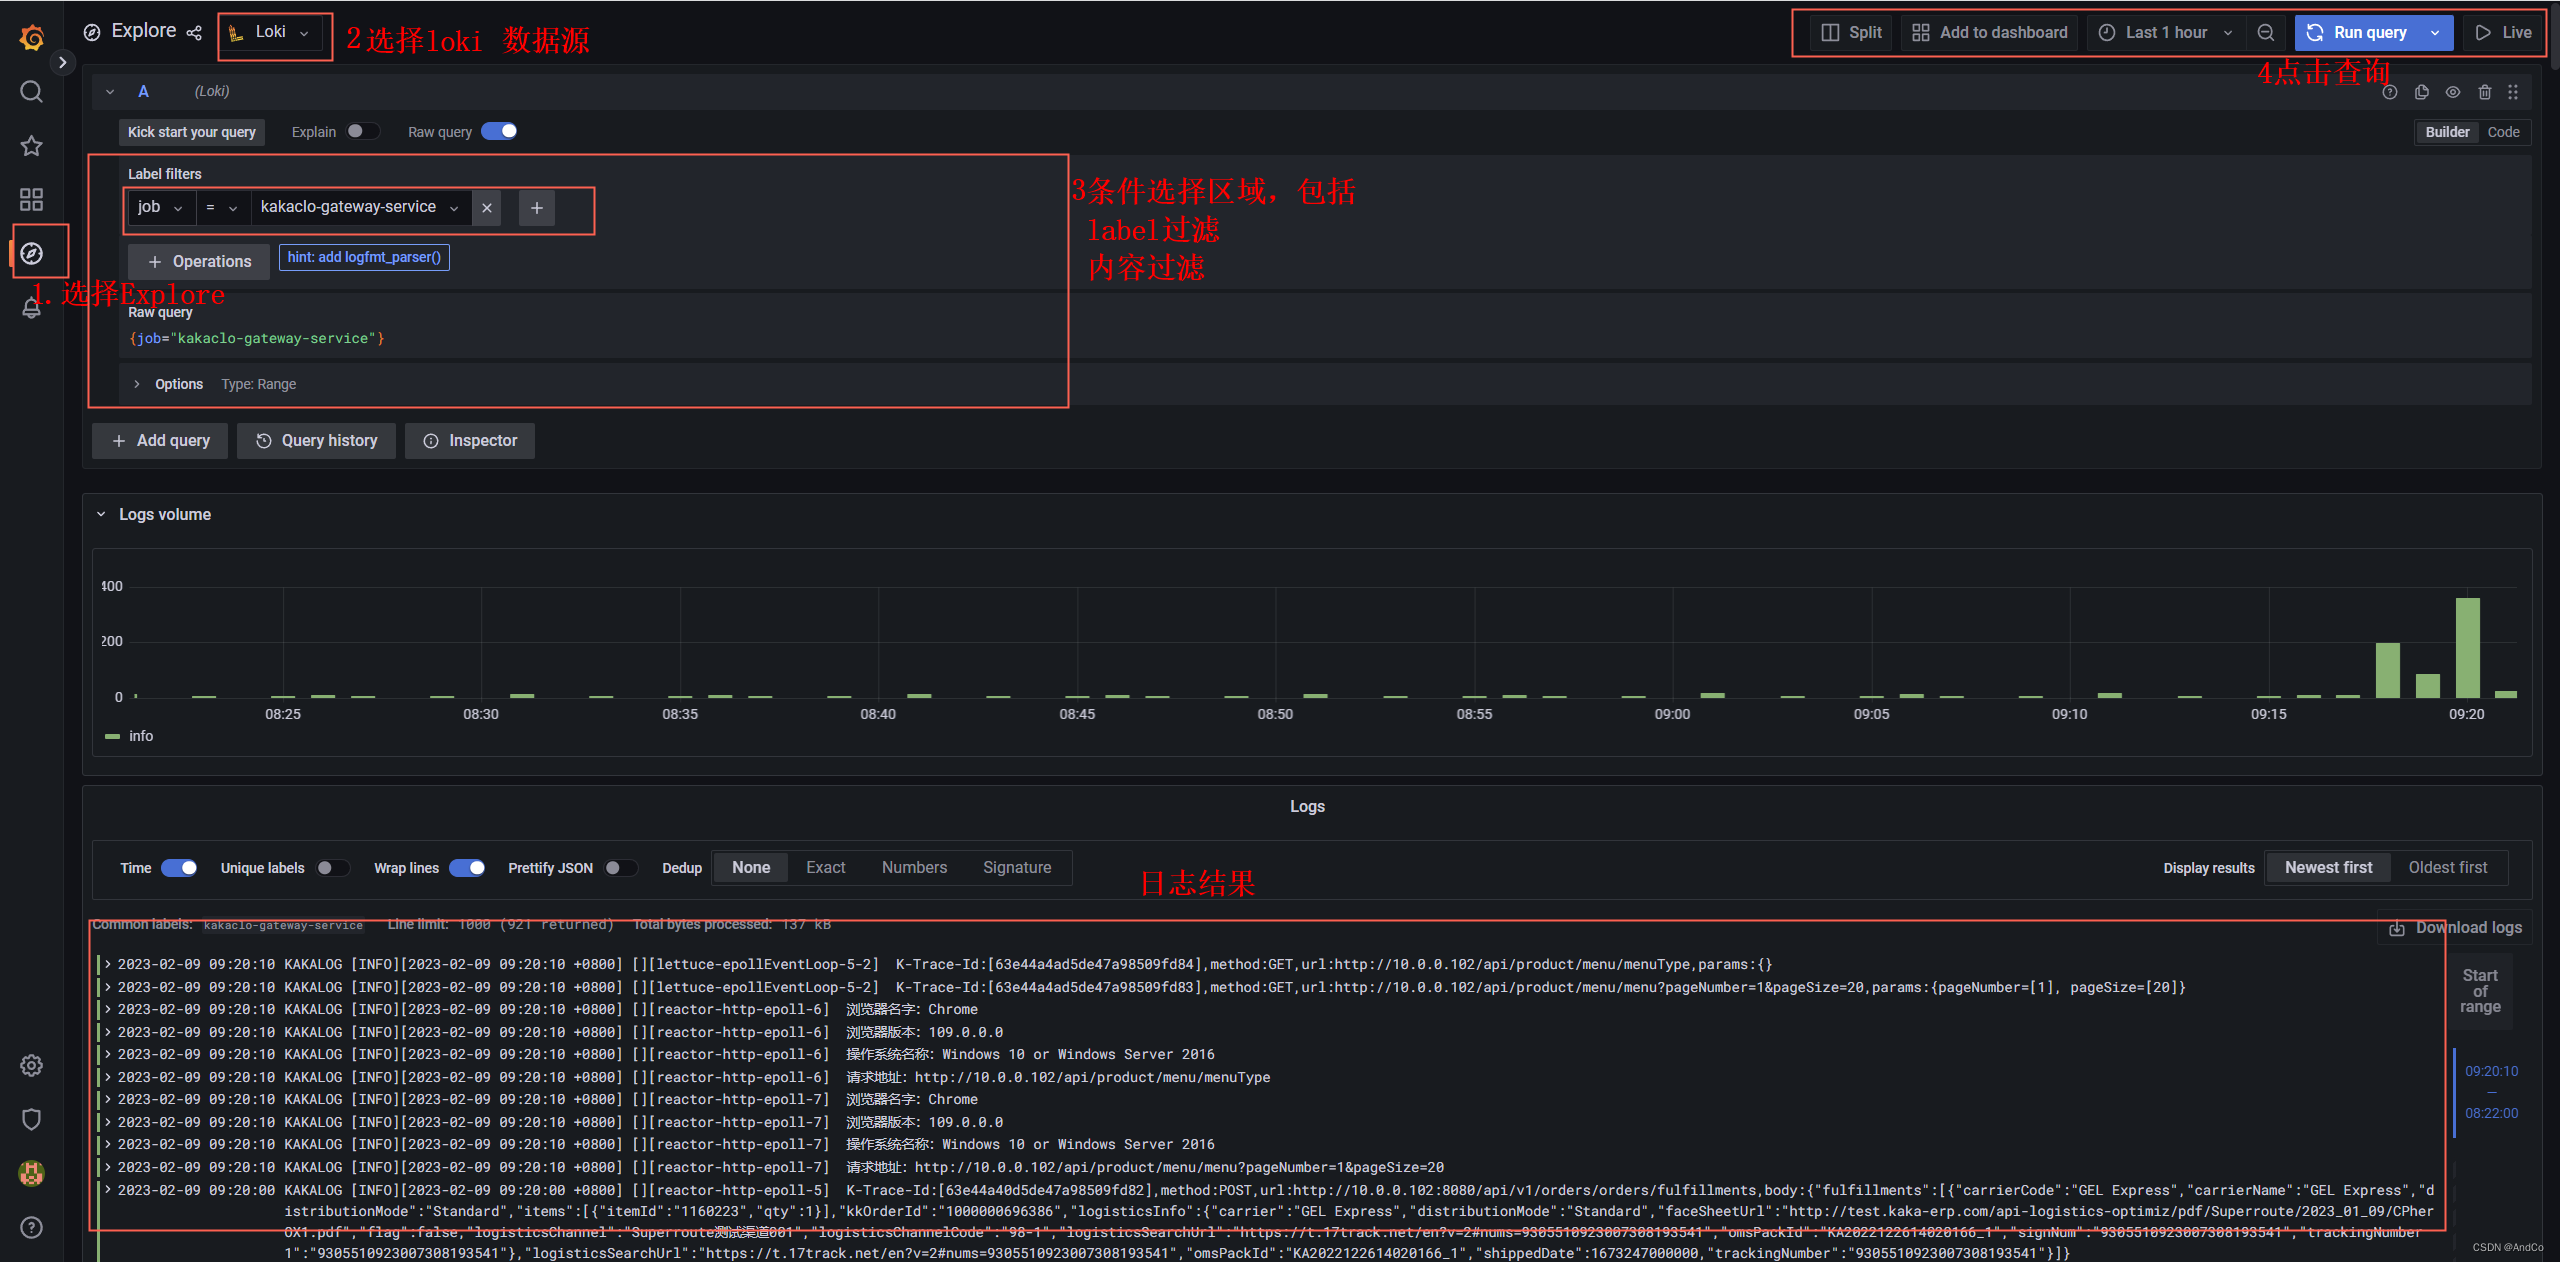 Explore
Loki
2选择loki 数据源
Split
Add to dashboard
Last 1 hour
Run query
Live
4点击查询
A
(Loki)
Kick start your query
Explain
Raw query
Builder
Code
Label filters
job
=
kakaclo-gateway-service
3条件选择区域，包括
label过滤
内容过滤
Operations
hint: add logfmt_parser()
1.选择Explore
Raw query
{job="kakaclo-gateway-service"}
Options
Type: Range
Add query
Query history
Inspector
Logs volume
400
200
0
08:25
08:30
08:35
08:40
08:45
08:50
08:55
09:00
09:05
09:10
09:15
09:20
info
Logs
Time
Unique labels
Wrap lines
Prettify JSON
Dedup
None
Exact
Numbers
Signature
日志结果
Display results
Newest first
Oldest first
Common labels: kakaclo-gateway-service Line limit: 1000 (921 returned) Total bytes processed: 137 kB
Download logs
2023-02-09 09:20:10 KAKALOG [INFO][2023-02-09 09:20:10 +0800] [][lettuce-epollEventLoop-5-2] K-Trace-Id:[63e44a4ad5de47a98509fd84],method:GET,url:http://10.0.0.102/api/product/menu/menuType,params:{}
2023-02-09 09:20:10 KAKALOG [INFO][2023-02-09 09:20:10 +0800] [][lettuce-epollEventLoop-5-2] K-Trace-Id:[63e44a4ad5de47a98509fd83],method:GET,url:http://10.0.0.102/api/product/menu/menu?pageNumber=1&pageSize=20,params:{pageNumber=[1], pageSize=[20]}
2023-02-09 09:20:10 KAKALOG [INFO][2023-02-09 09:20:10 +0800] [][reactor-http-epoll-6] 浏览器名字：Chrome
2023-02-09 09:20:10 KAKALOG [INFO][2023-02-09 09:20:10 +0800] [][reactor-http-epoll-6] 浏览器版本：109.0.0.0
2023-02-09 09:20:10 KAKALOG [INFO][2023-02-09 09:20:10 +0800] [][reactor-http-epoll-6] 操作系统名称：Windows 10 or Windows Server 2016
2023-02-09 09:20:10 KAKALOG [INFO][2023-02-09 09:20:10 +0800] [][reactor-http-epoll-6] 请求地址：http://10.0.0.102/api/product/menu/menuType
2023-02-09 09:20:10 KAKALOG [INFO][2023-02-09 09:20:10 +0800] [][reactor-http-epoll-7] 浏览器名字：Chrome
2023-02-09 09:20:10 KAKALOG [INFO][2023-02-09 09:20:10 +0800] [][reactor-http-epoll-7] 浏览器版本：109.0.0.0
2023-02-09 09:20:10 KAKALOG [INFO][2023-02-09 09:20:10 +0800] [][reactor-http-epoll-7] 操作系统名称：Windows 10 or Windows Server 2016
2023-02-09 09:20:10 KAKALOG [INFO][2023-02-09 09:20:10 +0800] [][reactor-http-epoll-7] 请求地址：http://10.0.0.102/api/product/menu/menu?pageNumber=1&pageSize=20
2023-02-09 09:20:00 KAKALOG [INFO][2023-02-09 09:20:00 +0800] [][reactor-http-epoll-5] K-Trace-Id:[63e44a40d5de47a98509fd82],method:POST,url:http://10.0.0.102:8080/api/v1/orders/orders/fulfillments,body:{"fulfillments":[{"carrierCode":"GEL Express","carrierName":"GEL Express","d
istributionMode":"Standard","items":[{"itemId":"1160223","qty":1}],"kkOrderId":"1000000696386","logisticsInfo":{"carrier":"GEL Express","distributionMode":"Standard","faceSheetUrl":"http://test.kaka-erp.com/api-logistics-optimiz/pdf/Superroute/2023_01_09/CPher
OX1.pdf","flag":false,"logisticsChannel":"Superroute测试渠道001","logisticsChannelCode":"98-1","logisticsSearchUrl":"https://t.17track.net/en?v=2#nums=9305510923007308193541","omsPackId":"KA2022122614020166_1","signNum":"9305510923007308193541","trackingNumber
1":"9305510923007308193541"},"logisticsSearchUrl":"https://t.17track.net/en?v=2#nums=9305510923007308193541","omsPackId":"KA2022122614020166_1","shippedDate":1673247000000,"trackingNumber":"9305510923007308193541"}]}
Start
of
range
09:20:10
—
08:22:00
CSDN @AndCo